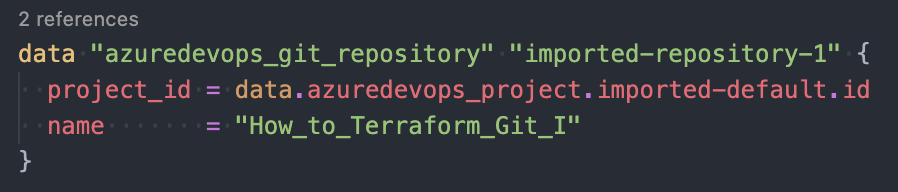 2 references
data "azuredevops_git_repository" "imported-repository-1" {
  project_id = data.azuredevops_project.imported-default.id
  name       = "How_to_Terraform_Git_I"
}